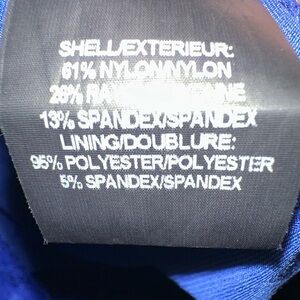 SHELL/EXTERIEUR:
61% NYLON/NYLON
26%
13% SPANDEX/SPANDEX
LINING/DOUBLURE:
95% POLYESTER/POLYESTER
5% SPANDEX/SPANDEX